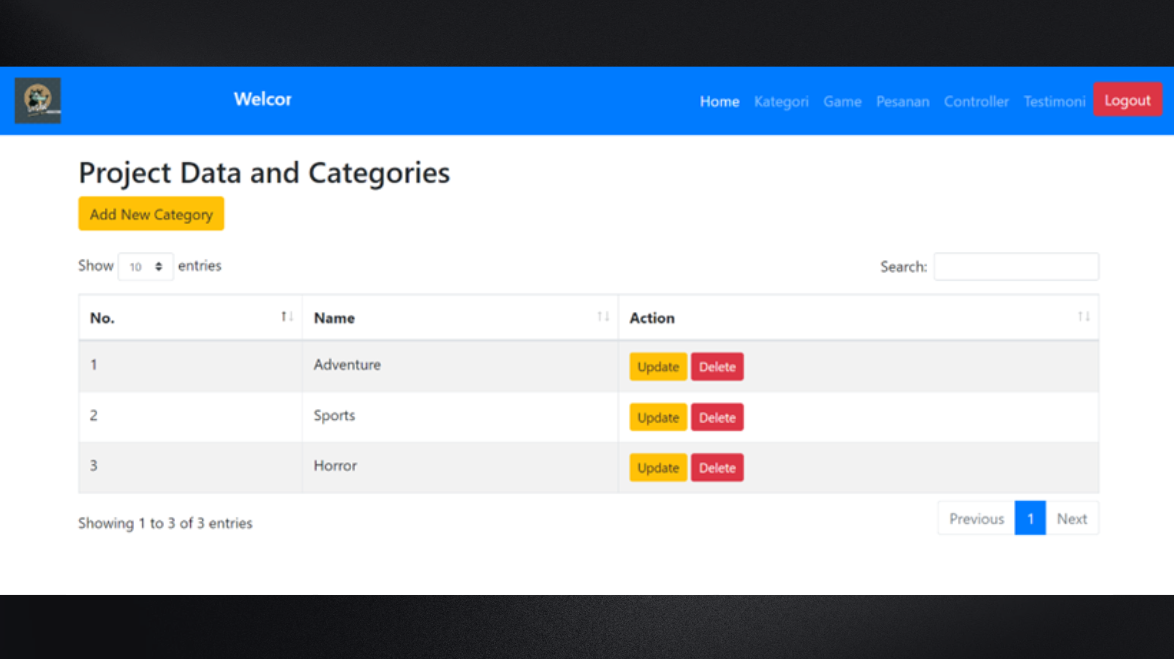 Welcor
Home Kategori Game Pesanan Controller Testimoni Logout
Project Data and Categories
Add New Category
Show 10 entries
Search:
No. Name Action
1 Adventure Update Delete
2 Sports Update Delete
3 Horror Update Delete
Showing 1 to 3 of 3 entries
Previous 1 Next